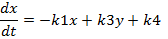 dx/dt = −k1x + k3y + k4